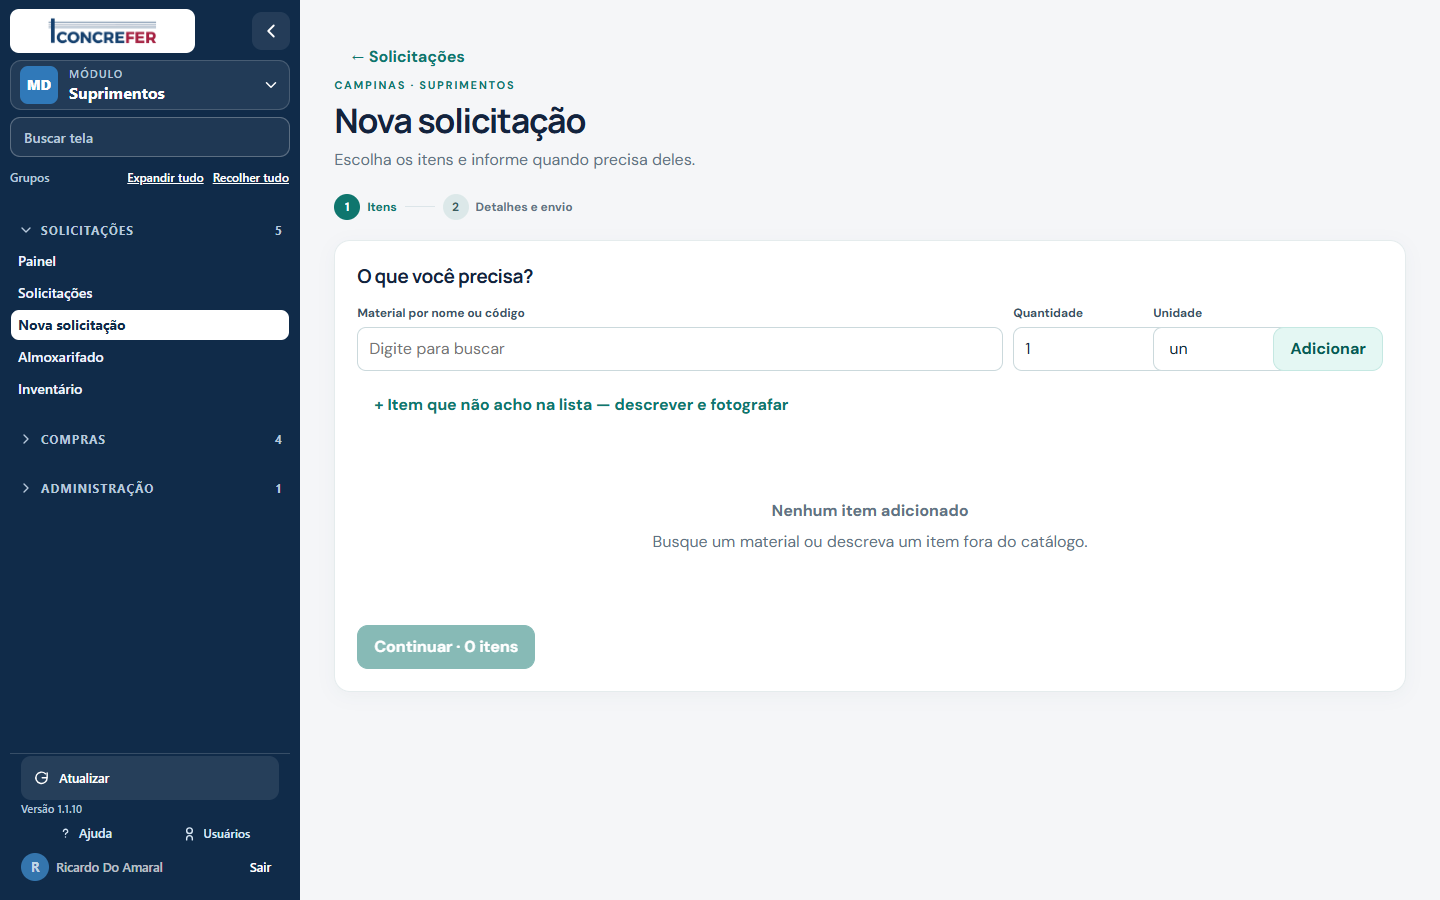 CONCREFER
MD
MÓDULO
Suprimentos
Buscar tela
Grupos Expandir tudo Recolher tudo
SOLICITAÇÕES 5
Painel
Solicitações
Nova solicitação
Almoxarifado
Inventário
COMPRAS 4
ADMINISTRAÇÃO 1
Atualizar
Versão 1.1.10
? Ajuda Usuários
R Ricardo Do Amaral Sair
← Solicitações
CAMPINAS · SUPRIMENTOS
Nova solicitação
Escolha os itens e informe quando precisa deles.
1 Itens 2 Detalhes e envio
O que você precisa?
Material por nome ou código Quantidade Unidade
Digite para buscar 1 un Adicionar
+ Item que não acho na lista — descrever e fotografar
Nenhum item adicionado
Busque um material ou descreva um item fora do catálogo.
Continuar · 0 itens